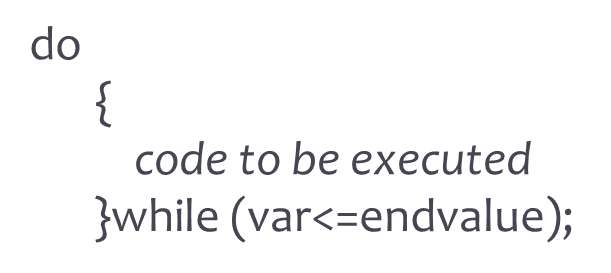 do
{
code to be executed
}while (var<=endvalue);